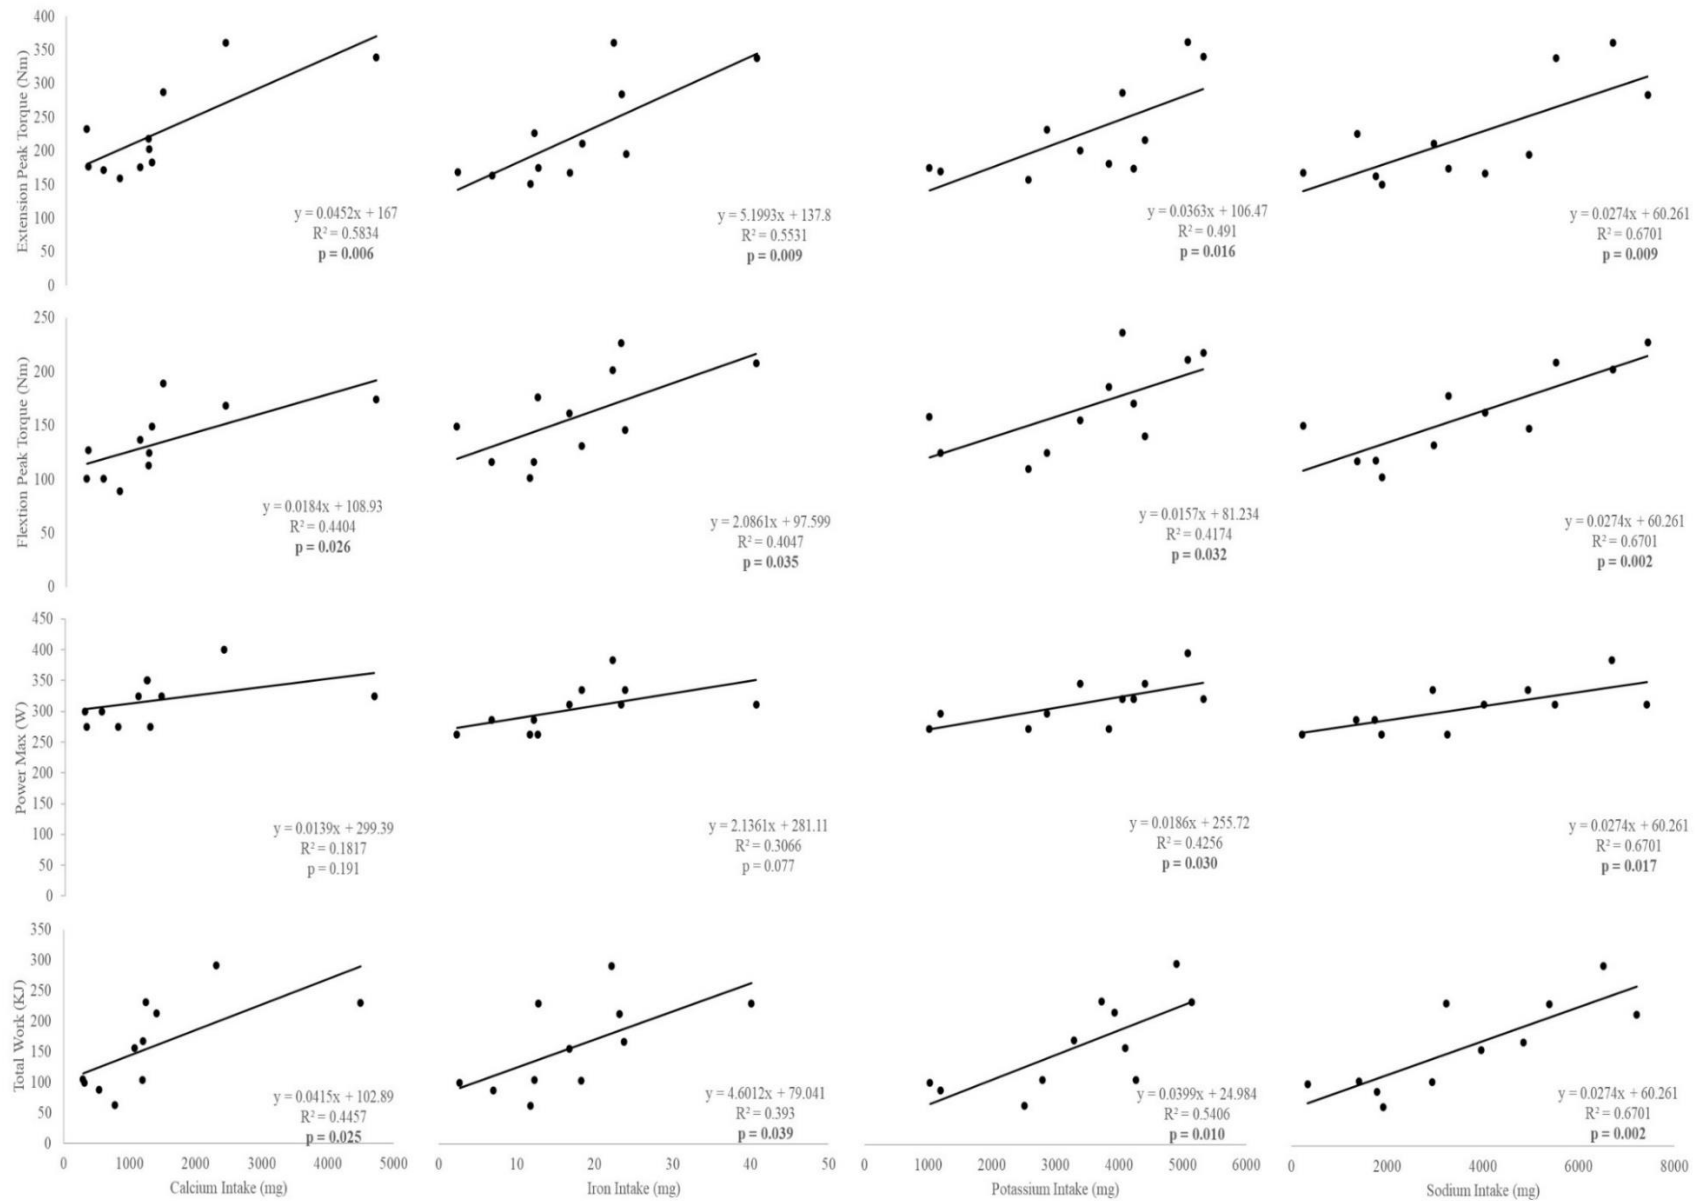 Extension Peak Torque (Nm)
400
350
300
250
200
150
100
50
0
y = 0.0452x + 167
R² = 0.5834
p = 0.006
y = 5.1993x + 137.8
R² = 0.5531
p = 0.009
y = 0.0363x + 106.47
R² = 0.491
p = 0.016
y = 0.0274x + 60.261
R² = 0.6701
p = 0.009
Flextion Peak Torque (Nm)
250
200
150
100
50
0
y = 0.0184x + 108.93
R² = 0.4404
p = 0.026
y = 2.0861x + 97.599
R² = 0.4047
p = 0.035
y = 0.0157x + 81.234
R² = 0.4174
p = 0.032
y = 0.0274x + 60.261
R² = 0.6701
p = 0.002
Power Max (W)
450
400
350
300
250
200
150
100
50
0
y = 0.0139x + 299.39
R² = 0.1817
p = 0.191
y = 2.1361x + 281.11
R² = 0.3066
p = 0.077
y = 0.0186x + 255.72
R² = 0.4256
p = 0.030
y = 0.0274x + 60.261
R² = 0.6701
p = 0.017
Total Work (KJ)
350
300
250
200
150
100
50
0
y = 0.0415x + 102.89
R² = 0.4457
p = 0.025
y = 4.6012x + 79.041
R² = 0.393
p = 0.039
y = 0.0399x + 24.984
R² = 0.5406
p = 0.010
y = 0.0274x + 60.261
R² = 0.6701
p = 0.002
0 1000 2000 3000 4000 5000
Calcium Intake (mg)
0 10 20 30 40 50
Iron Intake (mg)
0 1000 2000 3000 4000 5000 6000
Potassium Intake (mg)
0 2000 4000 6000 8000
Sodium Intake (mg)